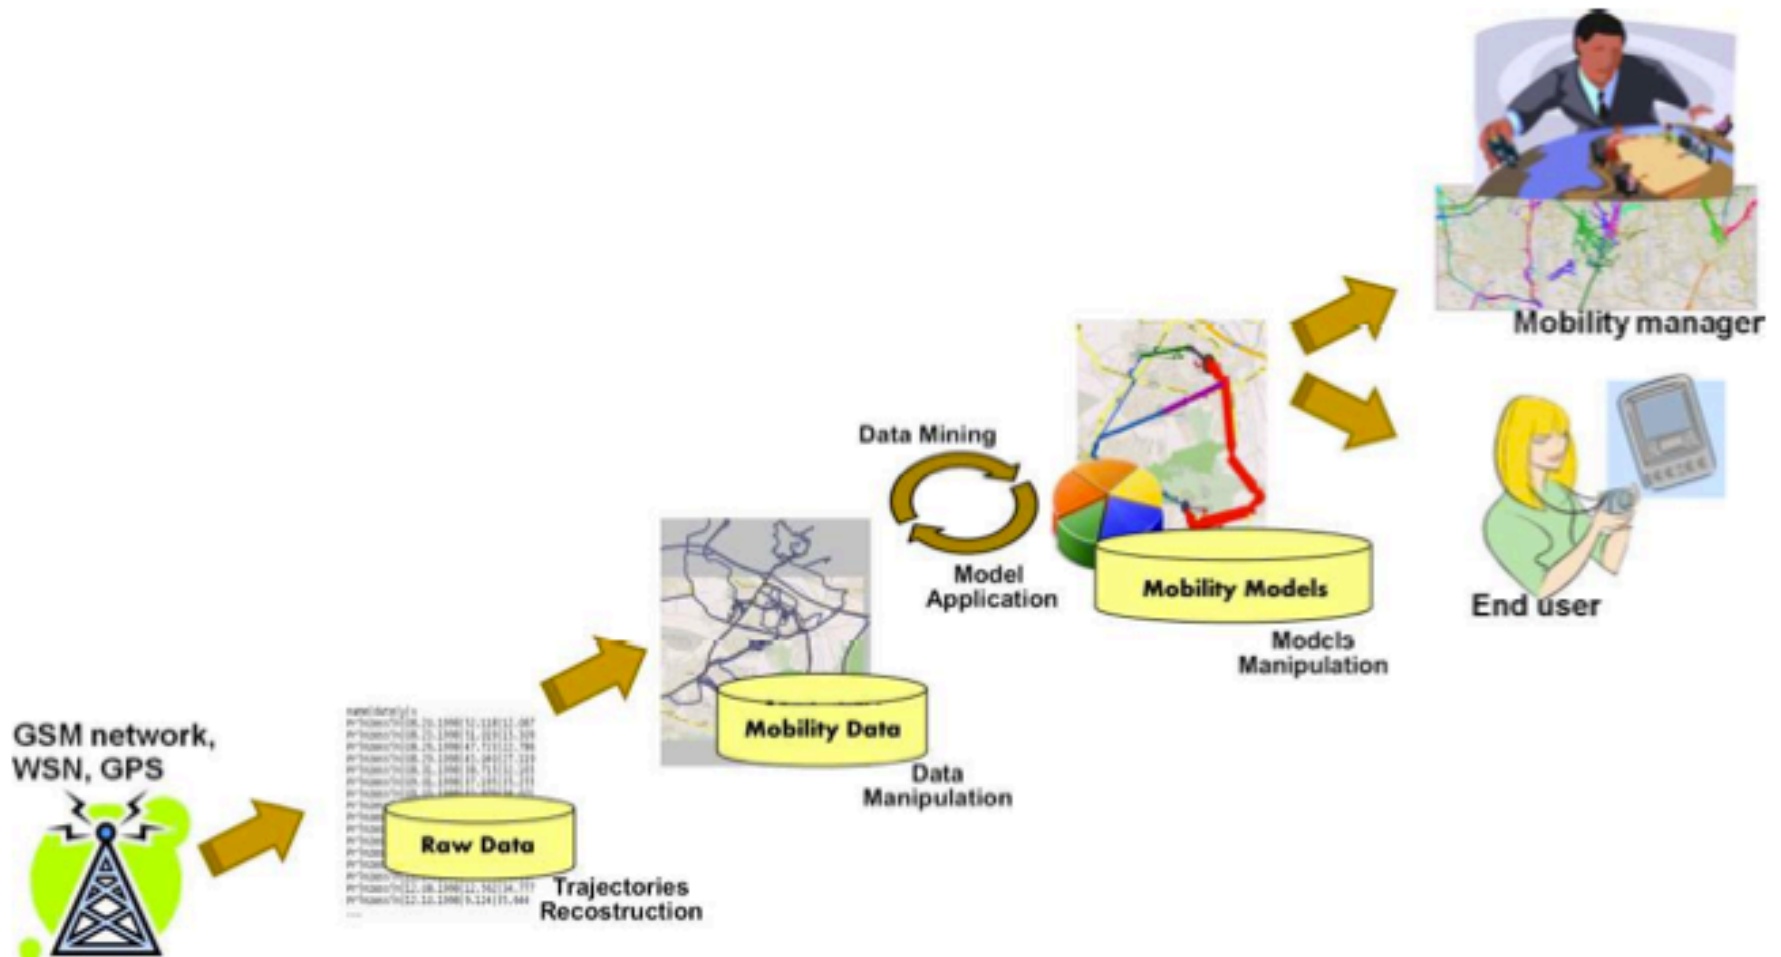 Mobility manager
Data Mining
Model
Application
Mobility Models
End user
Models
Manipulation
Mobility Data
Data
Manipulation
GSM network,
WSN, GPS
Raw Data
Trajectories
Recostruction